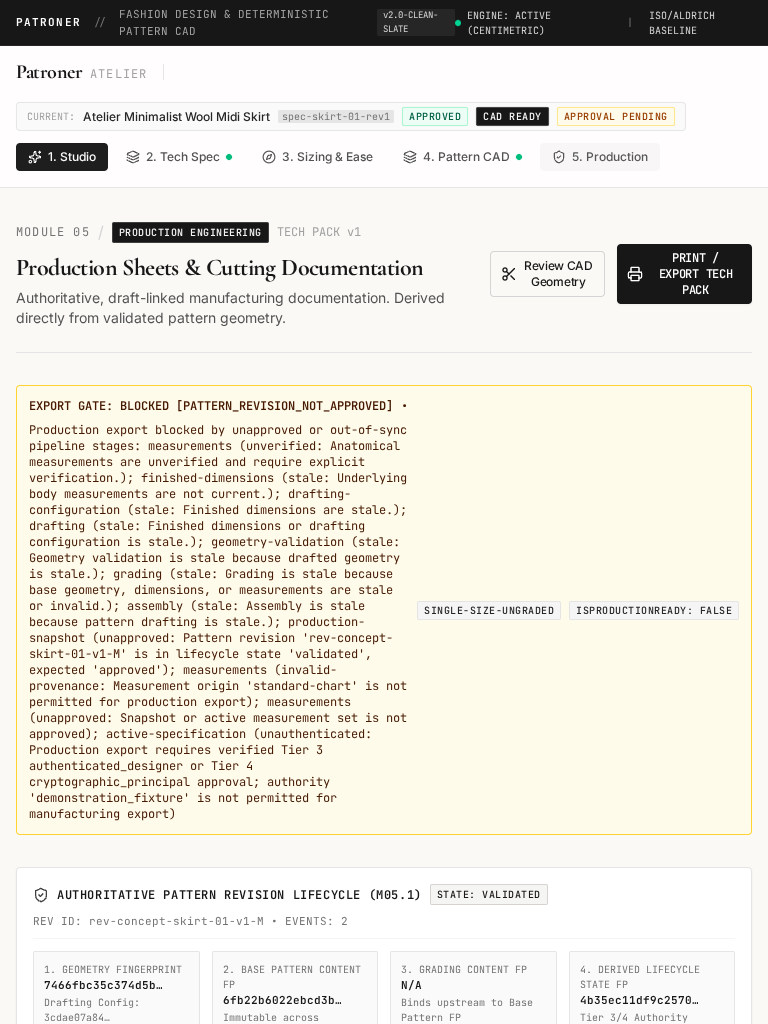 PATRONER // FASHION DESIGN & DETERMINISTIC PATTERN CAD v2.0-CLEAN-SLATE ENGINE: ACTIVE (CENTIMETRIC) | ISO/ALDRICH BASELINE
Patroner ATELIER
CURRENT: Atelier Minimalist Wool Midi Skirt spec-skirt-01-rev1 APPROVED CAD READY APPROVAL PENDING
1. Studio 2. Tech Spec 3. Sizing & Ease 4. Pattern CAD 5. Production
MODULE 05 / PRODUCTION ENGINEERING TECH PACK v1
Production Sheets & Cutting Documentation
Authoritative, draft-linked manufacturing documentation. Derived
directly from validated pattern geometry.
Review CAD
Geometry
PRINT /
EXPORT TECH
PACK
EXPORT GATE: BLOCKED [PATTERN_REVISION_NOT_APPROVED] •
Production export blocked by unapproved or out-of-sync
pipeline stages: measurements (unverified: Anatomical
measurements are unverified and require explicit
verification.); finished-dimensions (stale: Underlying
body measurements are not current.); drafting-
configuration (stale: Finished dimensions are stale.);
drafting (stale: Finished dimensions or drafting
configuration is stale.); geometry-validation (stale:
Geometry validation is stale because drafted geometry
is stale.); grading (stale: Grading is stale because
base geometry, dimensions, or measurements are stale
or invalid.); assembly (stale: Assembly is stale
because pattern drafting is stale.); production-
snapshot (unapproved: Pattern revision 'rev-concept-
skirt-01-v1-M' is in lifecycle state 'validated',
expected 'approved'); measurements (invalid-
provenance: Measurement origin 'standard-chart' is not
permitted for production export); measurements
(unapproved: Snapshot or active measurement set is not
approved); active-specification (unauthenticated:
Production export requires verified Tier 3
authenticated_designer or Tier 4
cryptographic_principal approval; authority
'demonstration_fixture' is not permitted for
manufacturing export)
SINGLE-SIZE-UNGRADED ISPRODUCTIONREADY: FALSE
AUTHORITATIVE PATTERN REVISION LIFECYCLE (M05.1) STATE: VALIDATED
REV ID: rev-concept-skirt-01-v1-M • EVENTS: 2
1. GEOMETRY FINGERPRINT
7466fbc35c374d5b…
Drafting Config:
3cdae07a84…
2. BASE PATTERN CONTENT
FP
6fb22b6022ebcd3b…
Immutable across
3. GRADING CONTENT FP
N/A
Binds upstream to Base
Pattern FP
4. DERIVED LIFECYCLE
STATE FP
4b35ec11df9c2570…
Tier 3/4 Authority